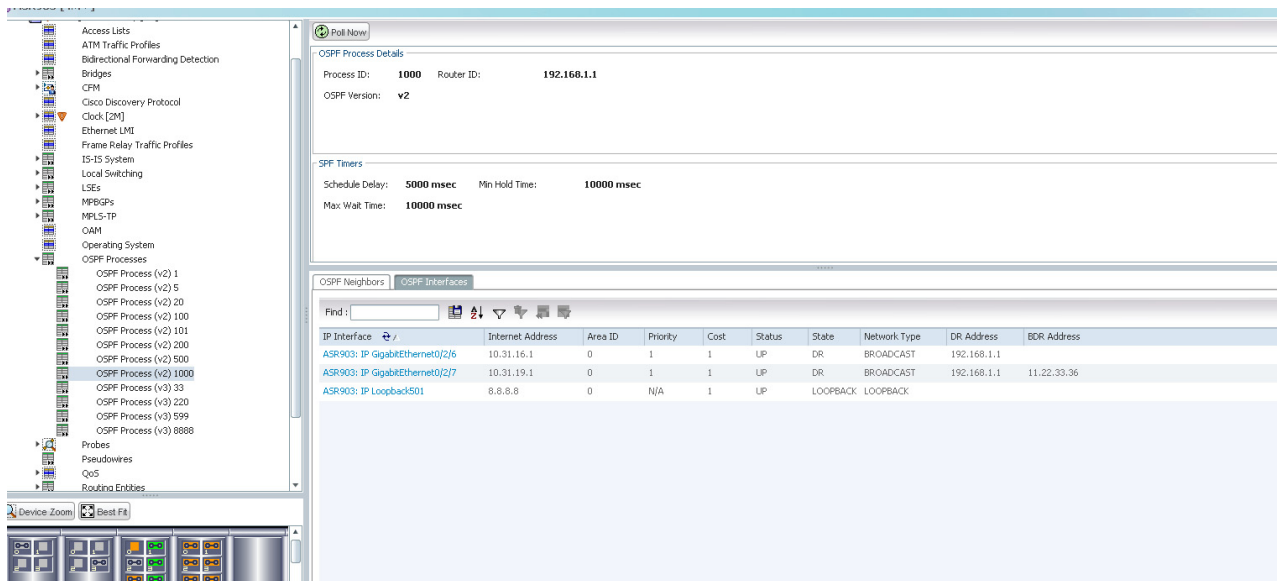 Access Lists
ATM Traffic Profiles
Bidirectional Forwarding Detection
Bridges
CFM
Cisco Discovery Protocol
Clock [2M]
Ethernet LMI
Frame Relay Traffic Profiles
IS-IS System
Local Switching
LSEs
MPBGPs
MPLS-TP
OAM
Operating System
OSPF Processes
OSPF Process (v2) 1
OSPF Process (v2) 5
OSPF Process (v2) 20
OSPF Process (v2) 100
OSPF Process (v2) 101
OSPF Process (v2) 200
OSPF Process (v2) 500
OSPF Process (v2) 1000
OSPF Process (v3) 33
OSPF Process (v3) 220
OSPF Process (v3) 599
OSPF Process (v3) 8888
Probes
Pseudowires
QoS
Routing Entities
Device Zoom Best Fit
Poll Now
OSPF Process Details
Process ID: 1000 Router ID: 192.168.1.1
OSPF Version: v2
SPF Timers
Schedule Delay: 5000 msec Min Hold Time: 10000 msec
Max Wait Time: 10000 msec
OSPF Neighbors OSPF Interfaces
Find :
IP Interface Internet Address Area ID Priority Cost Status State Network Type DR Address BDR Address
ASR903: IP GigabitEthernet0/2/6 10.31.16.1 0 1 1 UP DR BROADCAST 192.168.1.1
ASR903: IP GigabitEthernet0/2/7 10.31.19.1 0 1 1 UP DR BROADCAST 192.168.1.1 11.22.33.36
ASR903: IP Loopback501 8.8.8.8 0 N/A 1 UP LOOPBACK LOOPBACK